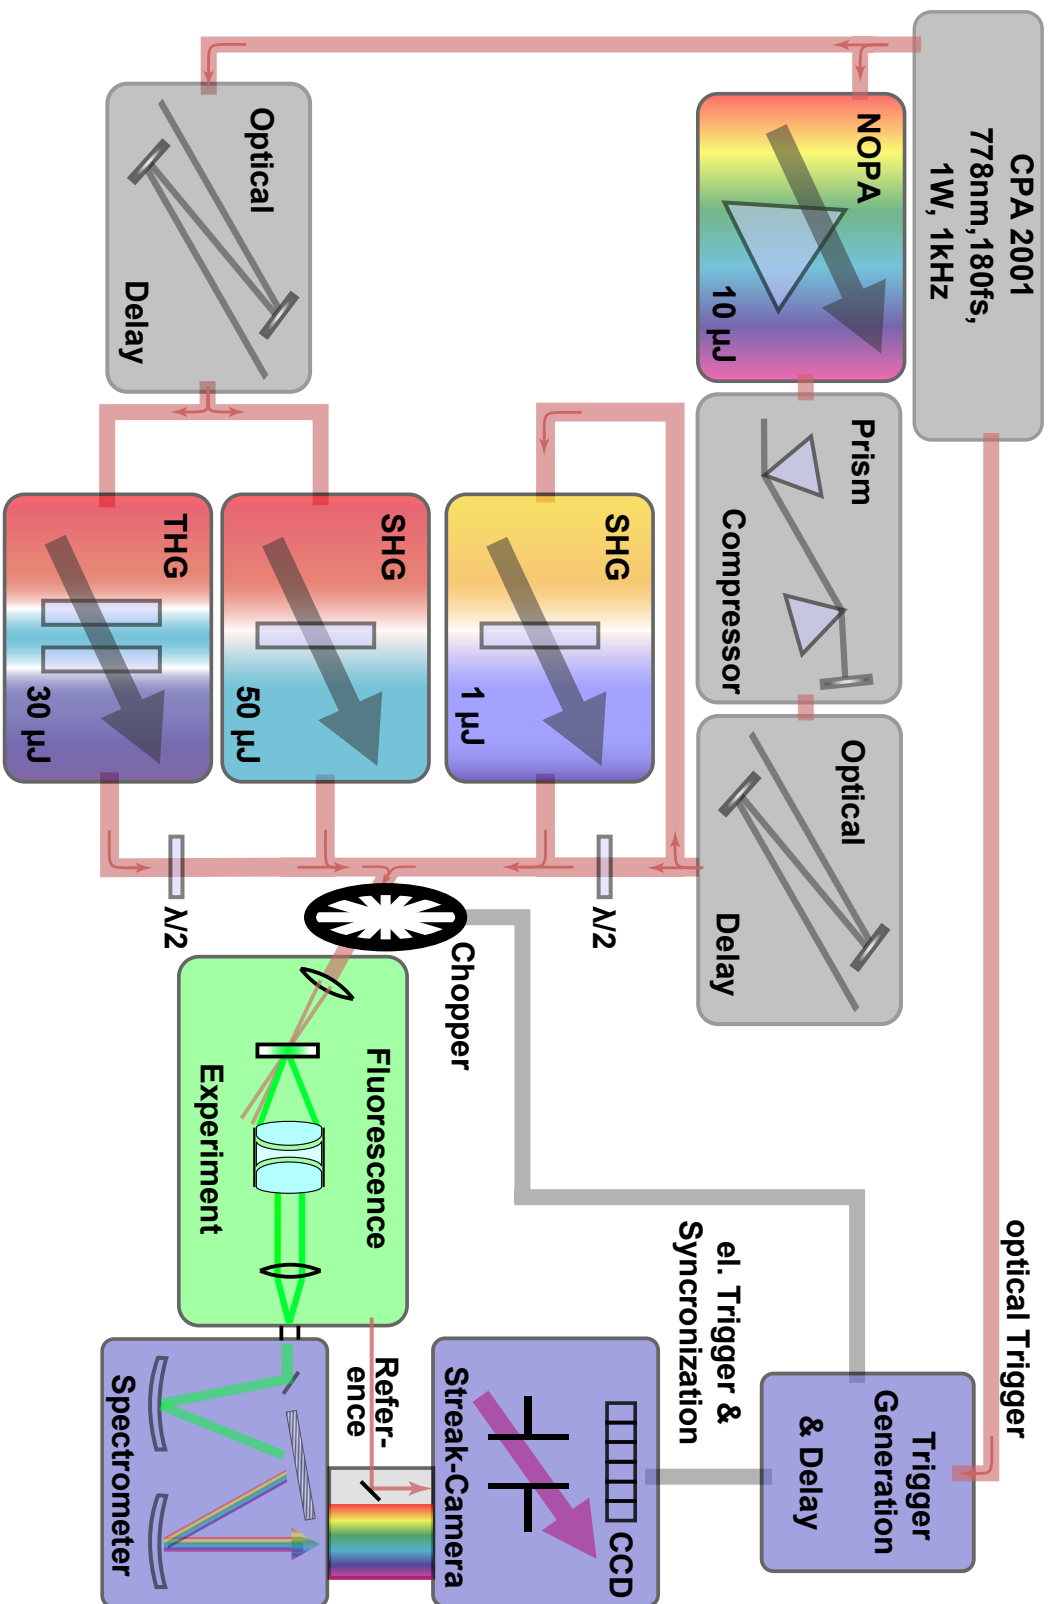 CPA 2001
778nm,180fs,
1W, 1kHz
NOPA
10 µJ
Prism
Compressor
Optical
Delay
optical Trigger
Trigger
Generation
& Delay
el. Trigger &
Syncronization
SHG
1 µJ
λ/2
Chopper
SHG
50 µJ
THG
30 µJ
λ/2
Optical
Delay
Fluorescence
Experiment
Refer-
ence
CCD
Streak-Camera
Spectrometer